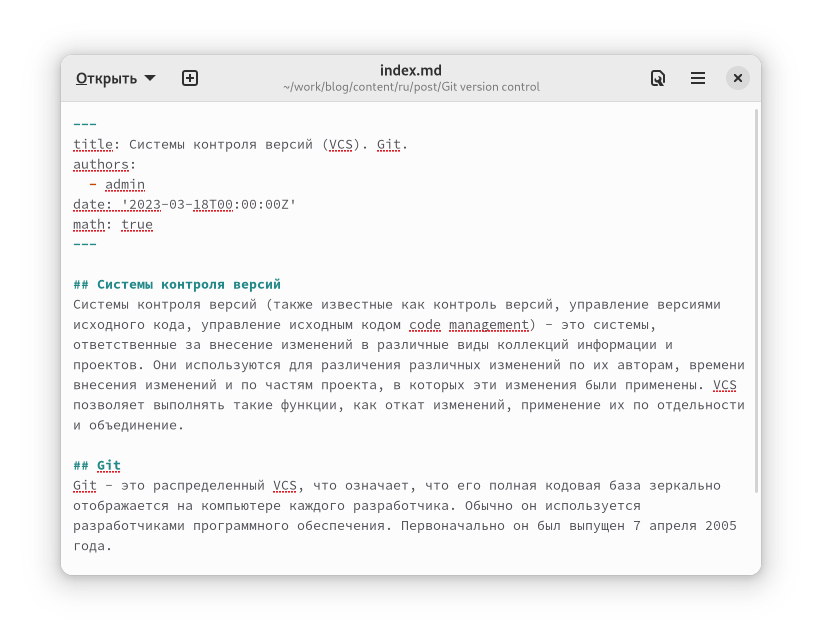 Открыть
index.md
~/work/blog/content/ru/post/Git version control
---
title: Системы контроля версий (VCS). Git.
authors:
  - admin
date: '2023-03-18T00:00:00Z'
math: true
---
## Системы контроля версий
Системы контроля версий (также известные как контроль версий, управление версиями
исходного кода, управление исходным кодом code management) - это системы,
ответственные за внесение изменений в различные виды коллекций информации и
проектов. Они используются для различения различных изменений по их авторам, времени
внесения изменений и по частям проекта, в которых эти изменения были применены. VCS
позволяет выполнять такие функции, как откат изменений, применение их по отдельности
и объединение.
## Git
Git - это распределенный VCS, что означает, что его полная кодовая база зеркально
отображается на компьютере каждого разработчика. Обычно он используется
разработчиками программного обеспечения. Первоначально он был выпущен 7 апреля 2005
года.